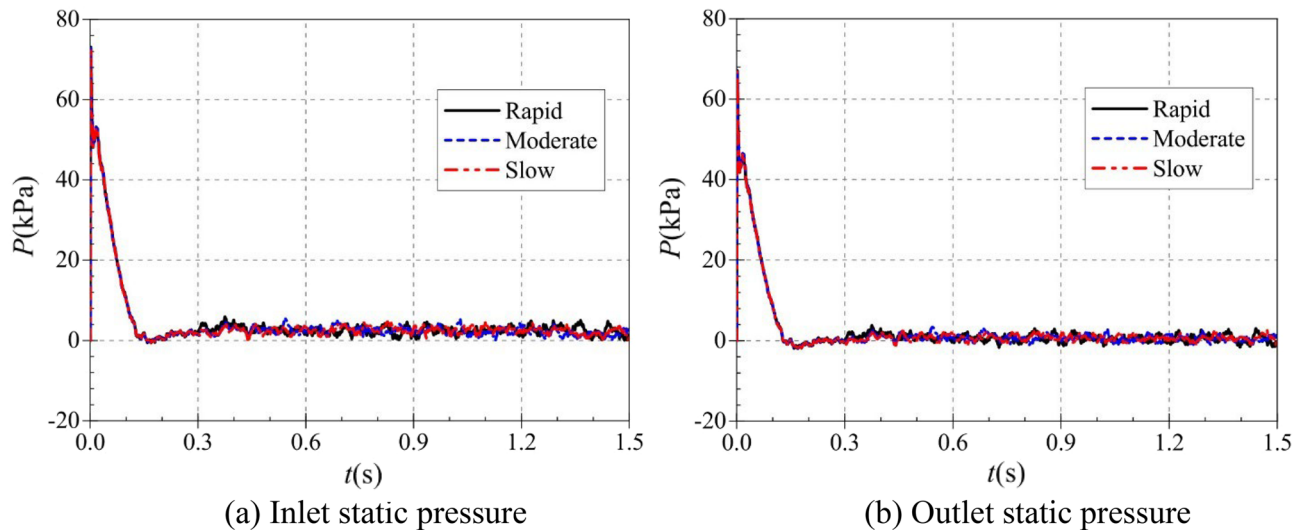 80
60
40
20
0
-20
P(kPa)
Rapid
Moderate
Slow
0.0 0.3 0.6 0.9 1.2 1.5
t(s)
(a) Inlet static pressure
80
60
40
20
0
-20
P(kPa)
Rapid
Moderate
Slow
0.0 0.3 0.6 0.9 1.2 1.5
t(s)
(b) Outlet static pressure